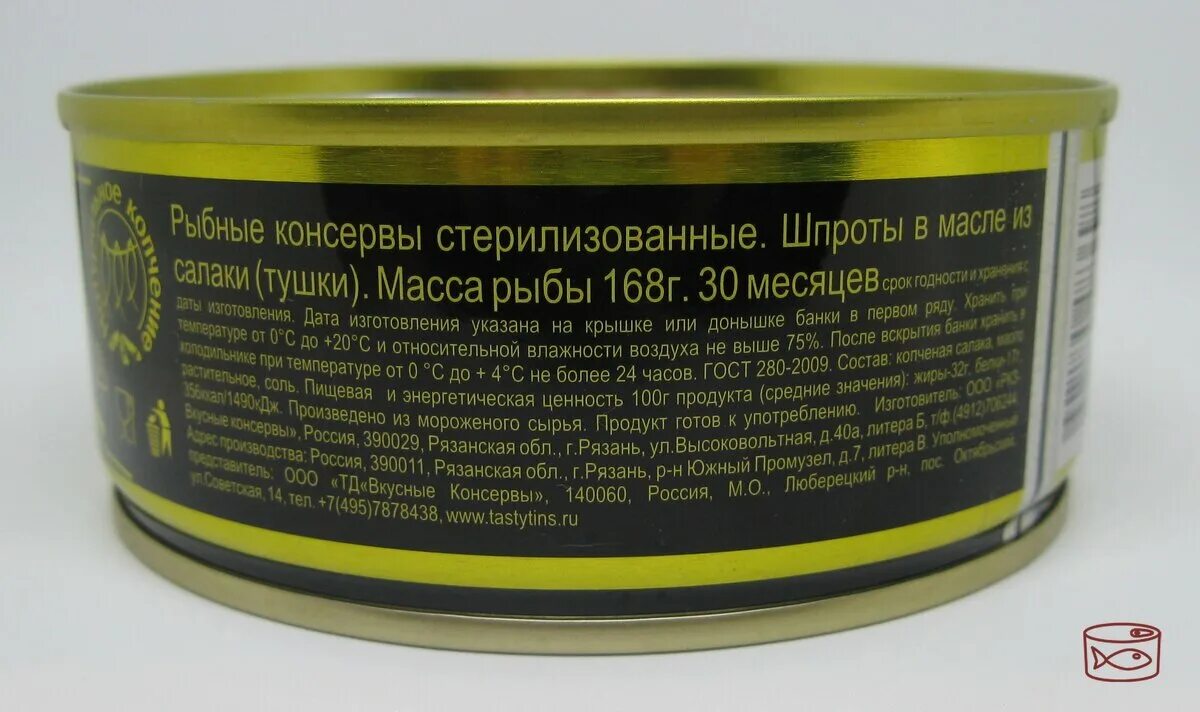 копчение
Рыбные консервы стерилизованные. Шпроты в масле из
салаки (тушки). Масса рыбы 168г. 30 месяцев срок годности и хранения с
даты изготовления. Дата изготовления указана на крышке или донышке банки в первом ряду. Хранить при
температуре от 0°С до +20°С и относительной влажности воздуха не выше 75%. После вскрытия банки хранить в
холодильнике при температуре от 0 °С до + 4°С не более 24 часов. ГОСТ 280-2009. Состав: копченая салака, масло
растительное, соль. Пищевая и энергетическая ценность 100г продукта (средние значения): жиры-32г, белци-17г,
356ккал/1490кДж. Произведено из мороженого сырья. Продукт готов к употреблению. Изготовитель: ООО «РКЗ-
Вкусные консервы», Россия, 390029, Рязанская обл., г.Рязань, ул.Высоковольтная, д.40а, литера Б, т/ф.(4912)706244.
Адрес производства: Россия, 390011, Рязанская обл., г.Рязань, р-н Южный Промузел, д.7, литера В. Уполномоченный
представитель: ООО «ТД«Вкусные Консервы», 140060, Россия, М.О., Люберецкий р-н, пос. Октябрьский,
ул.Советская, 14, тел. +7(495)7878438, www.tastytins.ru